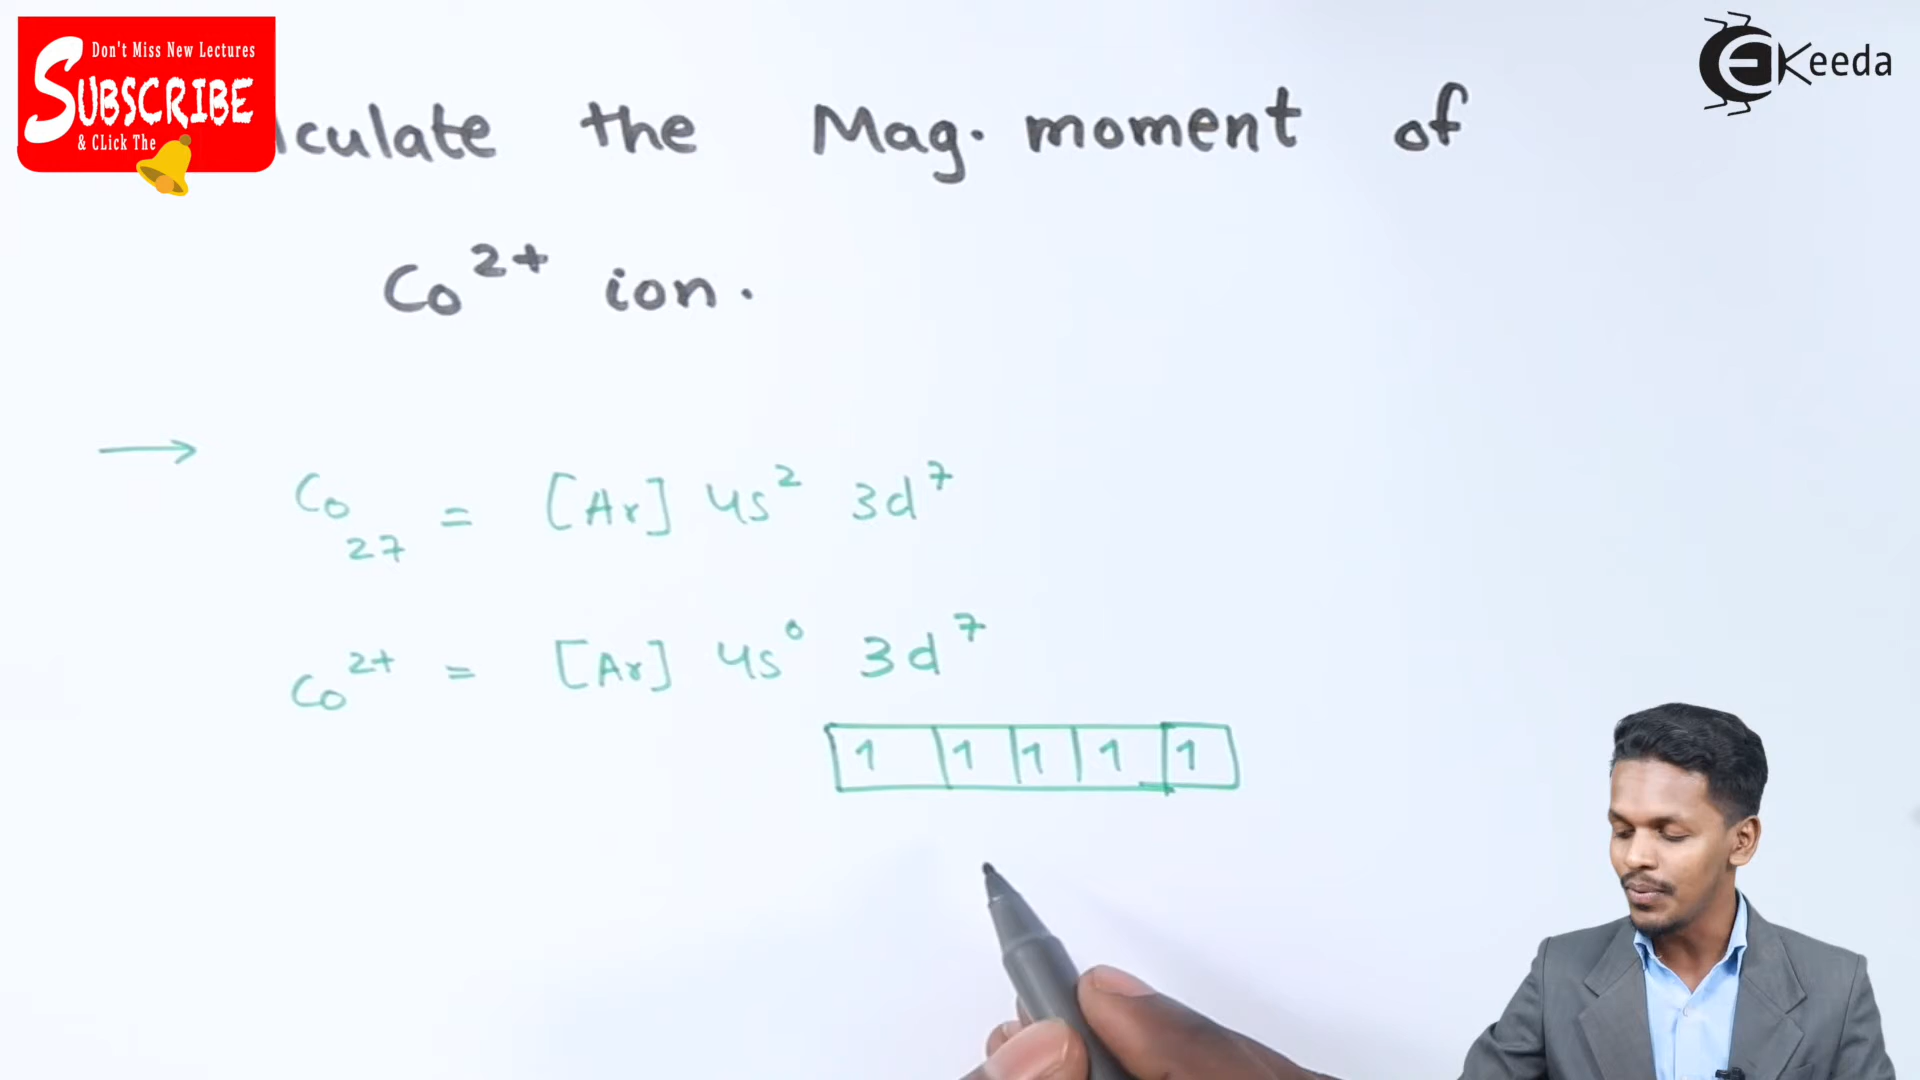 Don't Miss New Lectures
SUBSCRIBE
& CLick The
Keeda
lculate the Mag. moment of
Co²⁺ ion.
→
Co₂₇ = [Ar] 4s² 3d⁷
Co²⁺ = [Ar] 4s⁰ 3d⁷
1 1 1 1 1